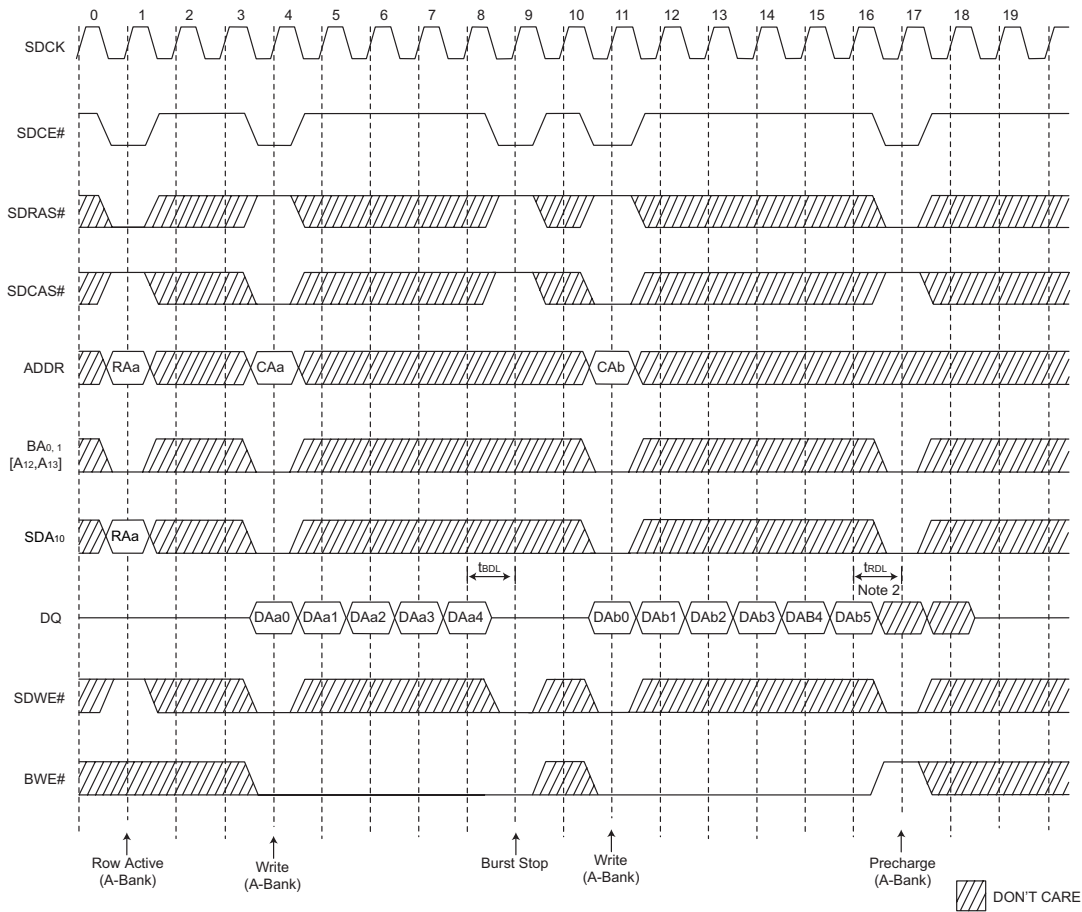 0 1 2 3 4 5 6 7 8 9 10 11 12 13 14 15 16 17 18 19
SDCK
SDCE#
SDRAS#
SDCAS#
ADDR RAa CAa CAb
BA0, 1
[A12,A13]
SDA10 RAa
tBDL tRDL
Note 2
DQ DAa0 DAa1 DAa2 DAa3 DAa4 DAb0 DAb1 DAb2 DAb3 DAB4 DAb5
SDWE#
BWE#
Row Active
(A-Bank)
Write
(A-Bank)
Burst Stop
Write
(A-Bank)
Precharge
(A-Bank)
DON'T CARE